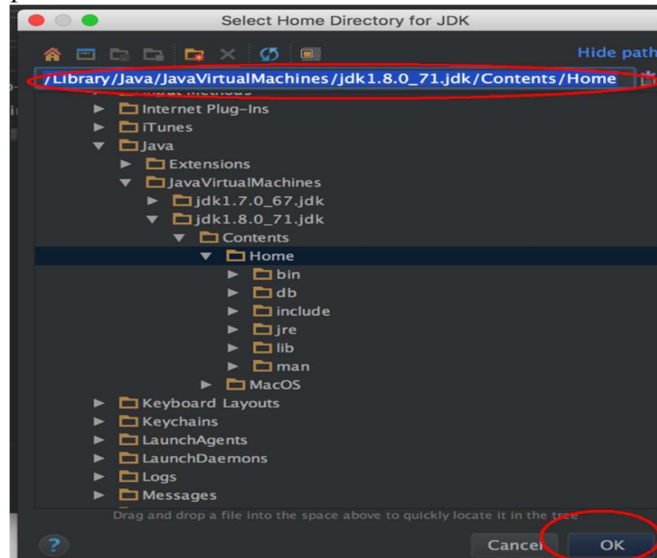 Select Home Directory for JDK
Hide path
/Library/Java/JavaVirtualMachines/jdk1.8.0_71.jdk/Contents/Home
Internet Plug-Ins
iTunes
Java
Extensions
JavaVirtualMachines
jdk1.7.0_67.jdk
jdk1.8.0_71.jdk
Contents
Home
bin
db
include
jre
lib
man
MacOS
Keyboard Layouts
Keychains
LaunchAgents
LaunchDaemons
Logs
Messages
Drag and drop a file into the space above to quickly locate it in the tree
? Cancel OK